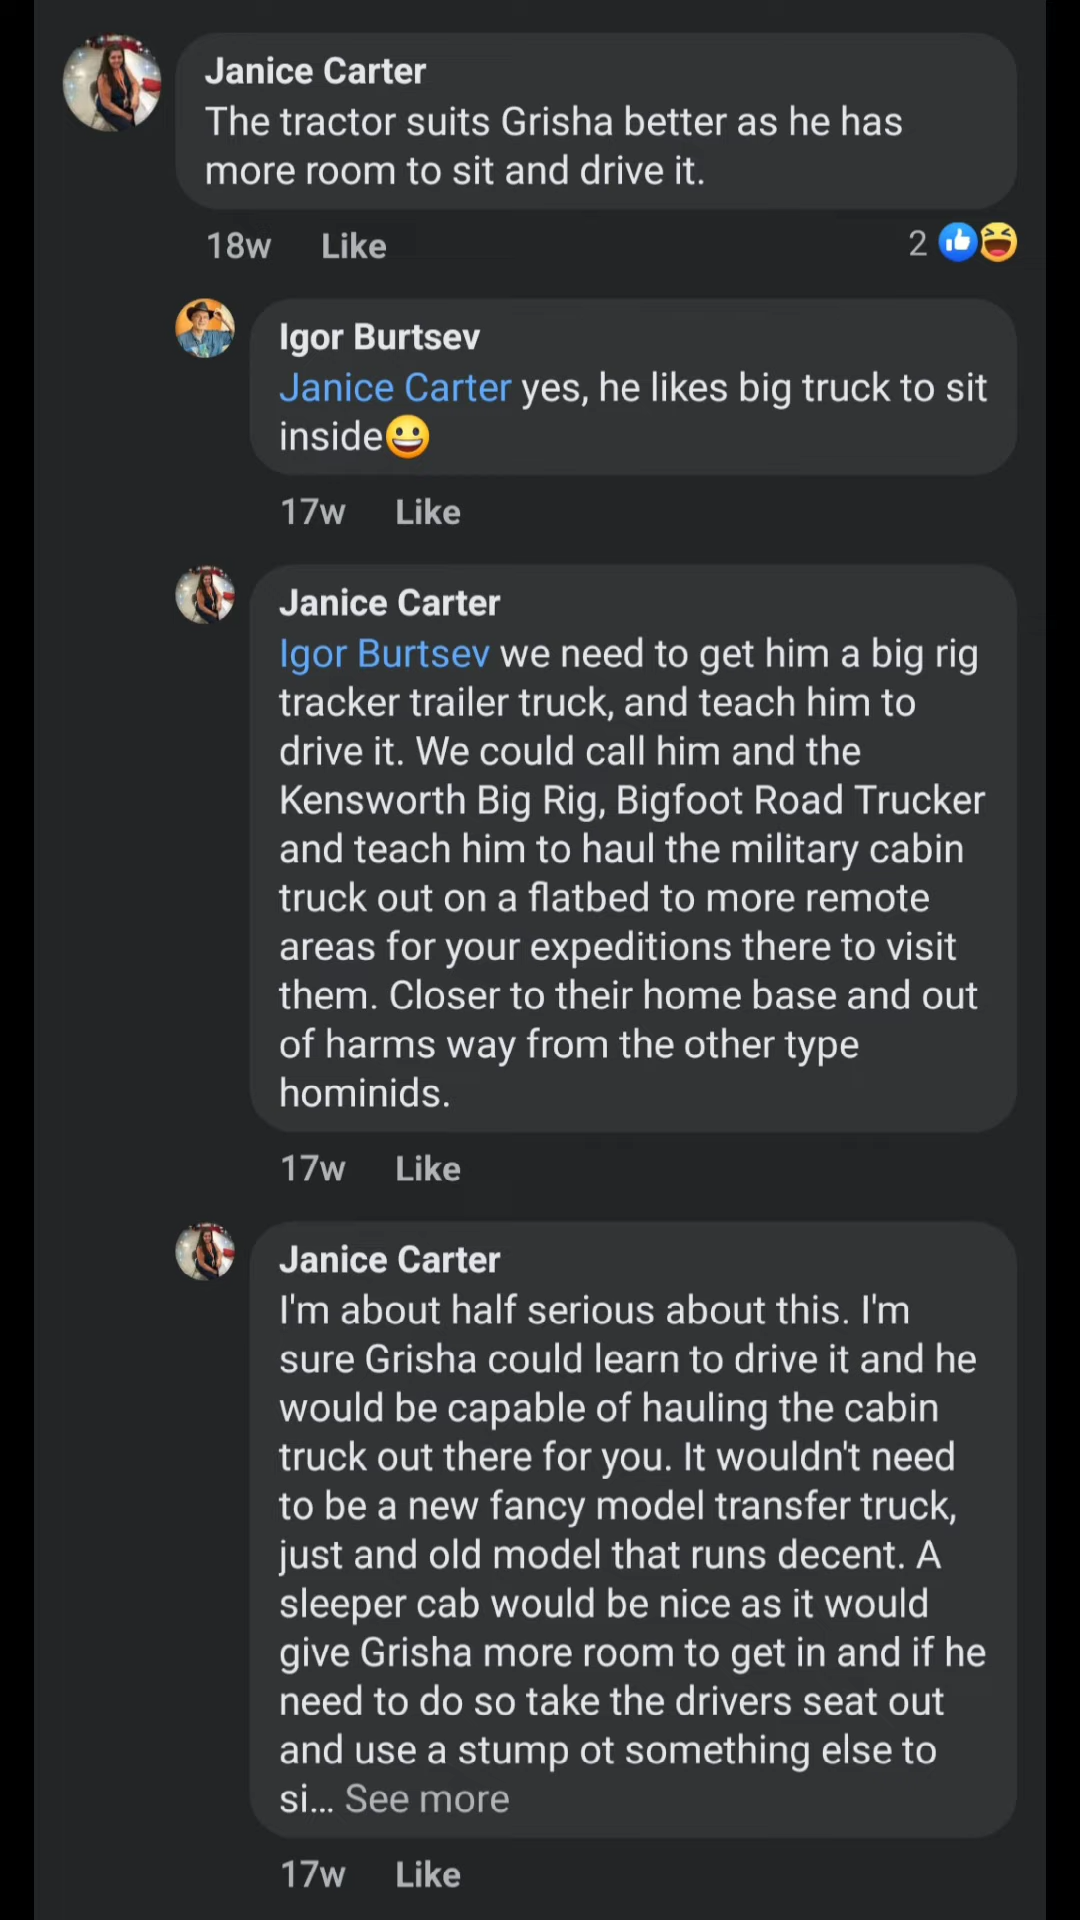 Janice Carter
The tractor suits Grisha better as he has
more room to sit and drive it.
18w Like 2
Igor Burtsev
Janice Carter yes, he likes big truck to sit
inside😀
17w Like
Janice Carter
Igor Burtsev we need to get him a big rig
tracker trailer truck, and teach him to
drive it. We could call him and the
Kensworth Big Rig, Bigfoot Road Trucker
and teach him to haul the military cabin
truck out on a flatbed to more remote
areas for your expeditions there to visit
them. Closer to their home base and out
of harms way from the other type
hominids.
17w Like
Janice Carter
I'm about half serious about this. I'm
sure Grisha could learn to drive it and he
would be capable of hauling the cabin
truck out there for you. It wouldn't need
to be a new fancy model transfer truck,
just and old model that runs decent. A
sleeper cab would be nice as it would
give Grisha more room to get in and if he
need to do so take the drivers seat out
and use a stump ot something else to
si... See more
17w Like